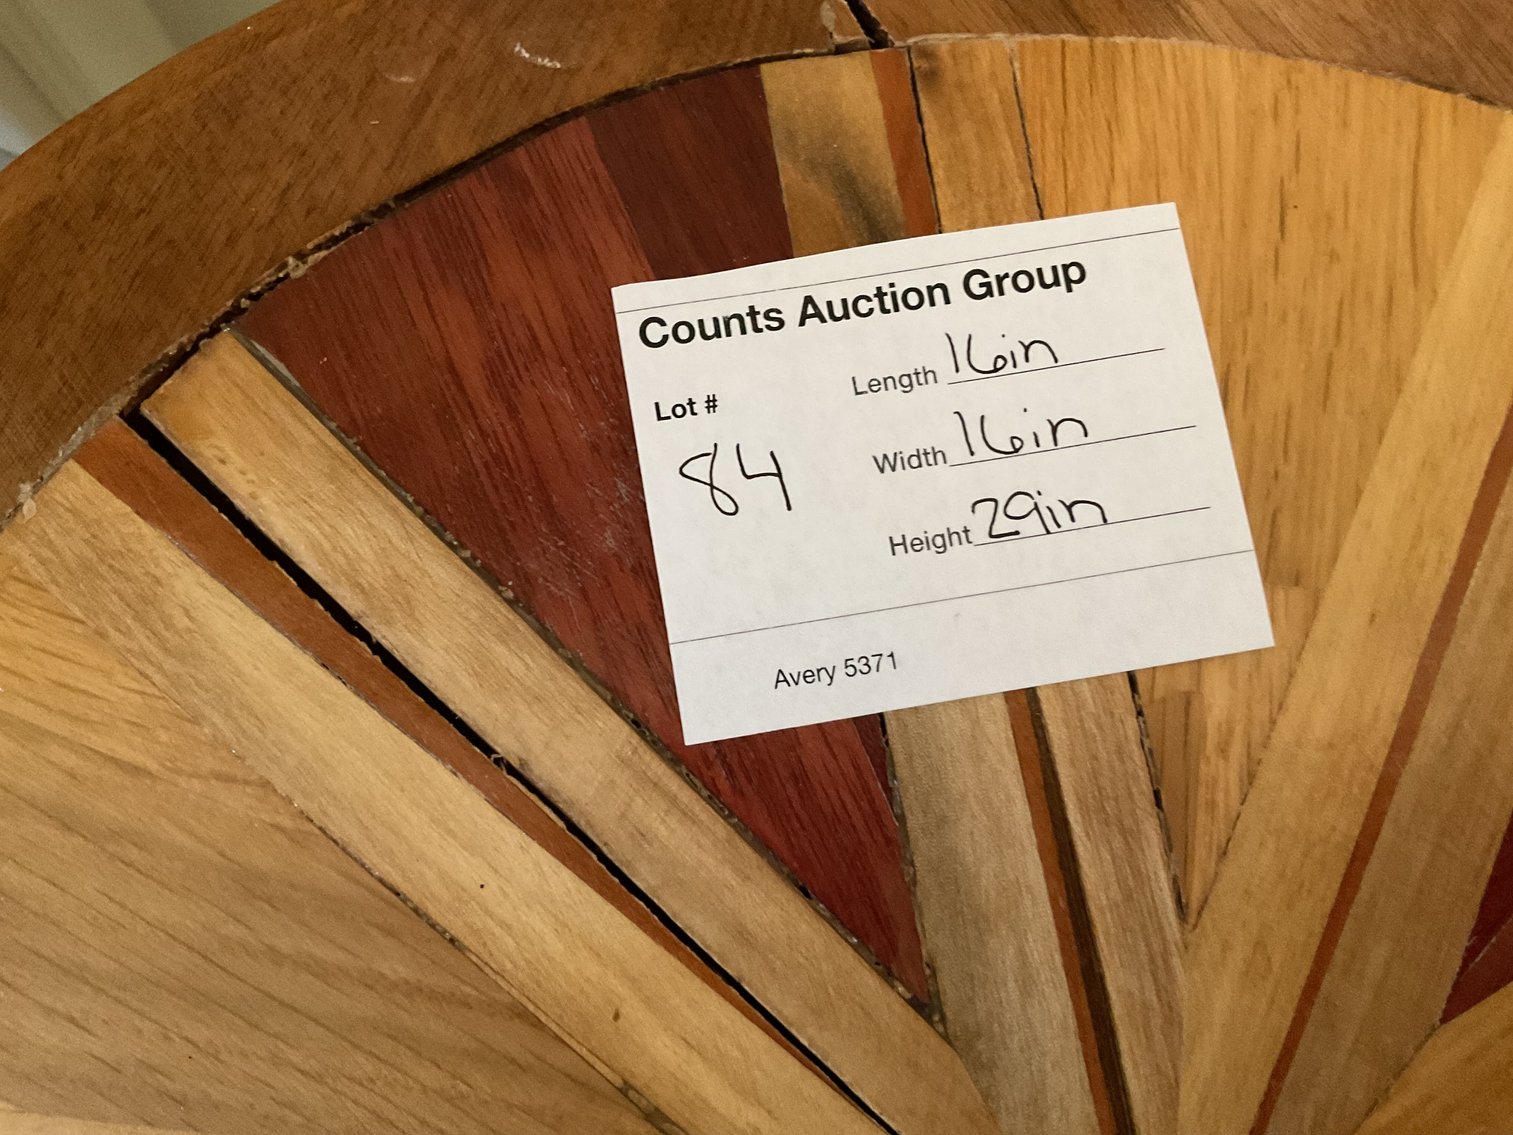 Counts Auction Group
Lot #
84
Length 16in
Width 16in
Height 29in
Avery 5371